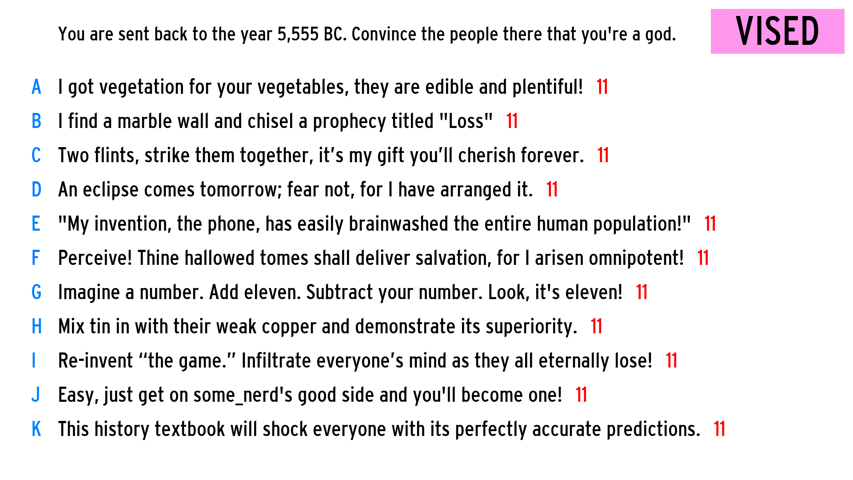 You are sent back to the year 5,555 BC. Convince the people there that you're a god.
VISED
A I got vegetation for your vegetables, they are edible and plentiful! 11
B I find a marble wall and chisel a prophecy titled "Loss" 11
C Two flints, strike them together, it’s my gift you’ll cherish forever. 11
D An eclipse comes tomorrow; fear not, for I have arranged it. 11
E "My invention, the phone, has easily brainwashed the entire human population!" 11
F Perceive! Thine hallowed tomes shall deliver salvation, for I arisen omnipotent! 11
G Imagine a number. Add eleven. Subtract your number. Look, it's eleven! 11
H Mix tin in with their weak copper and demonstrate its superiority. 11
I Re-invent “the game.” Infiltrate everyone’s mind as they all eternally lose! 11
J Easy, just get on some_nerd's good side and you'll become one! 11
K This history textbook will shock everyone with its perfectly accurate predictions. 11